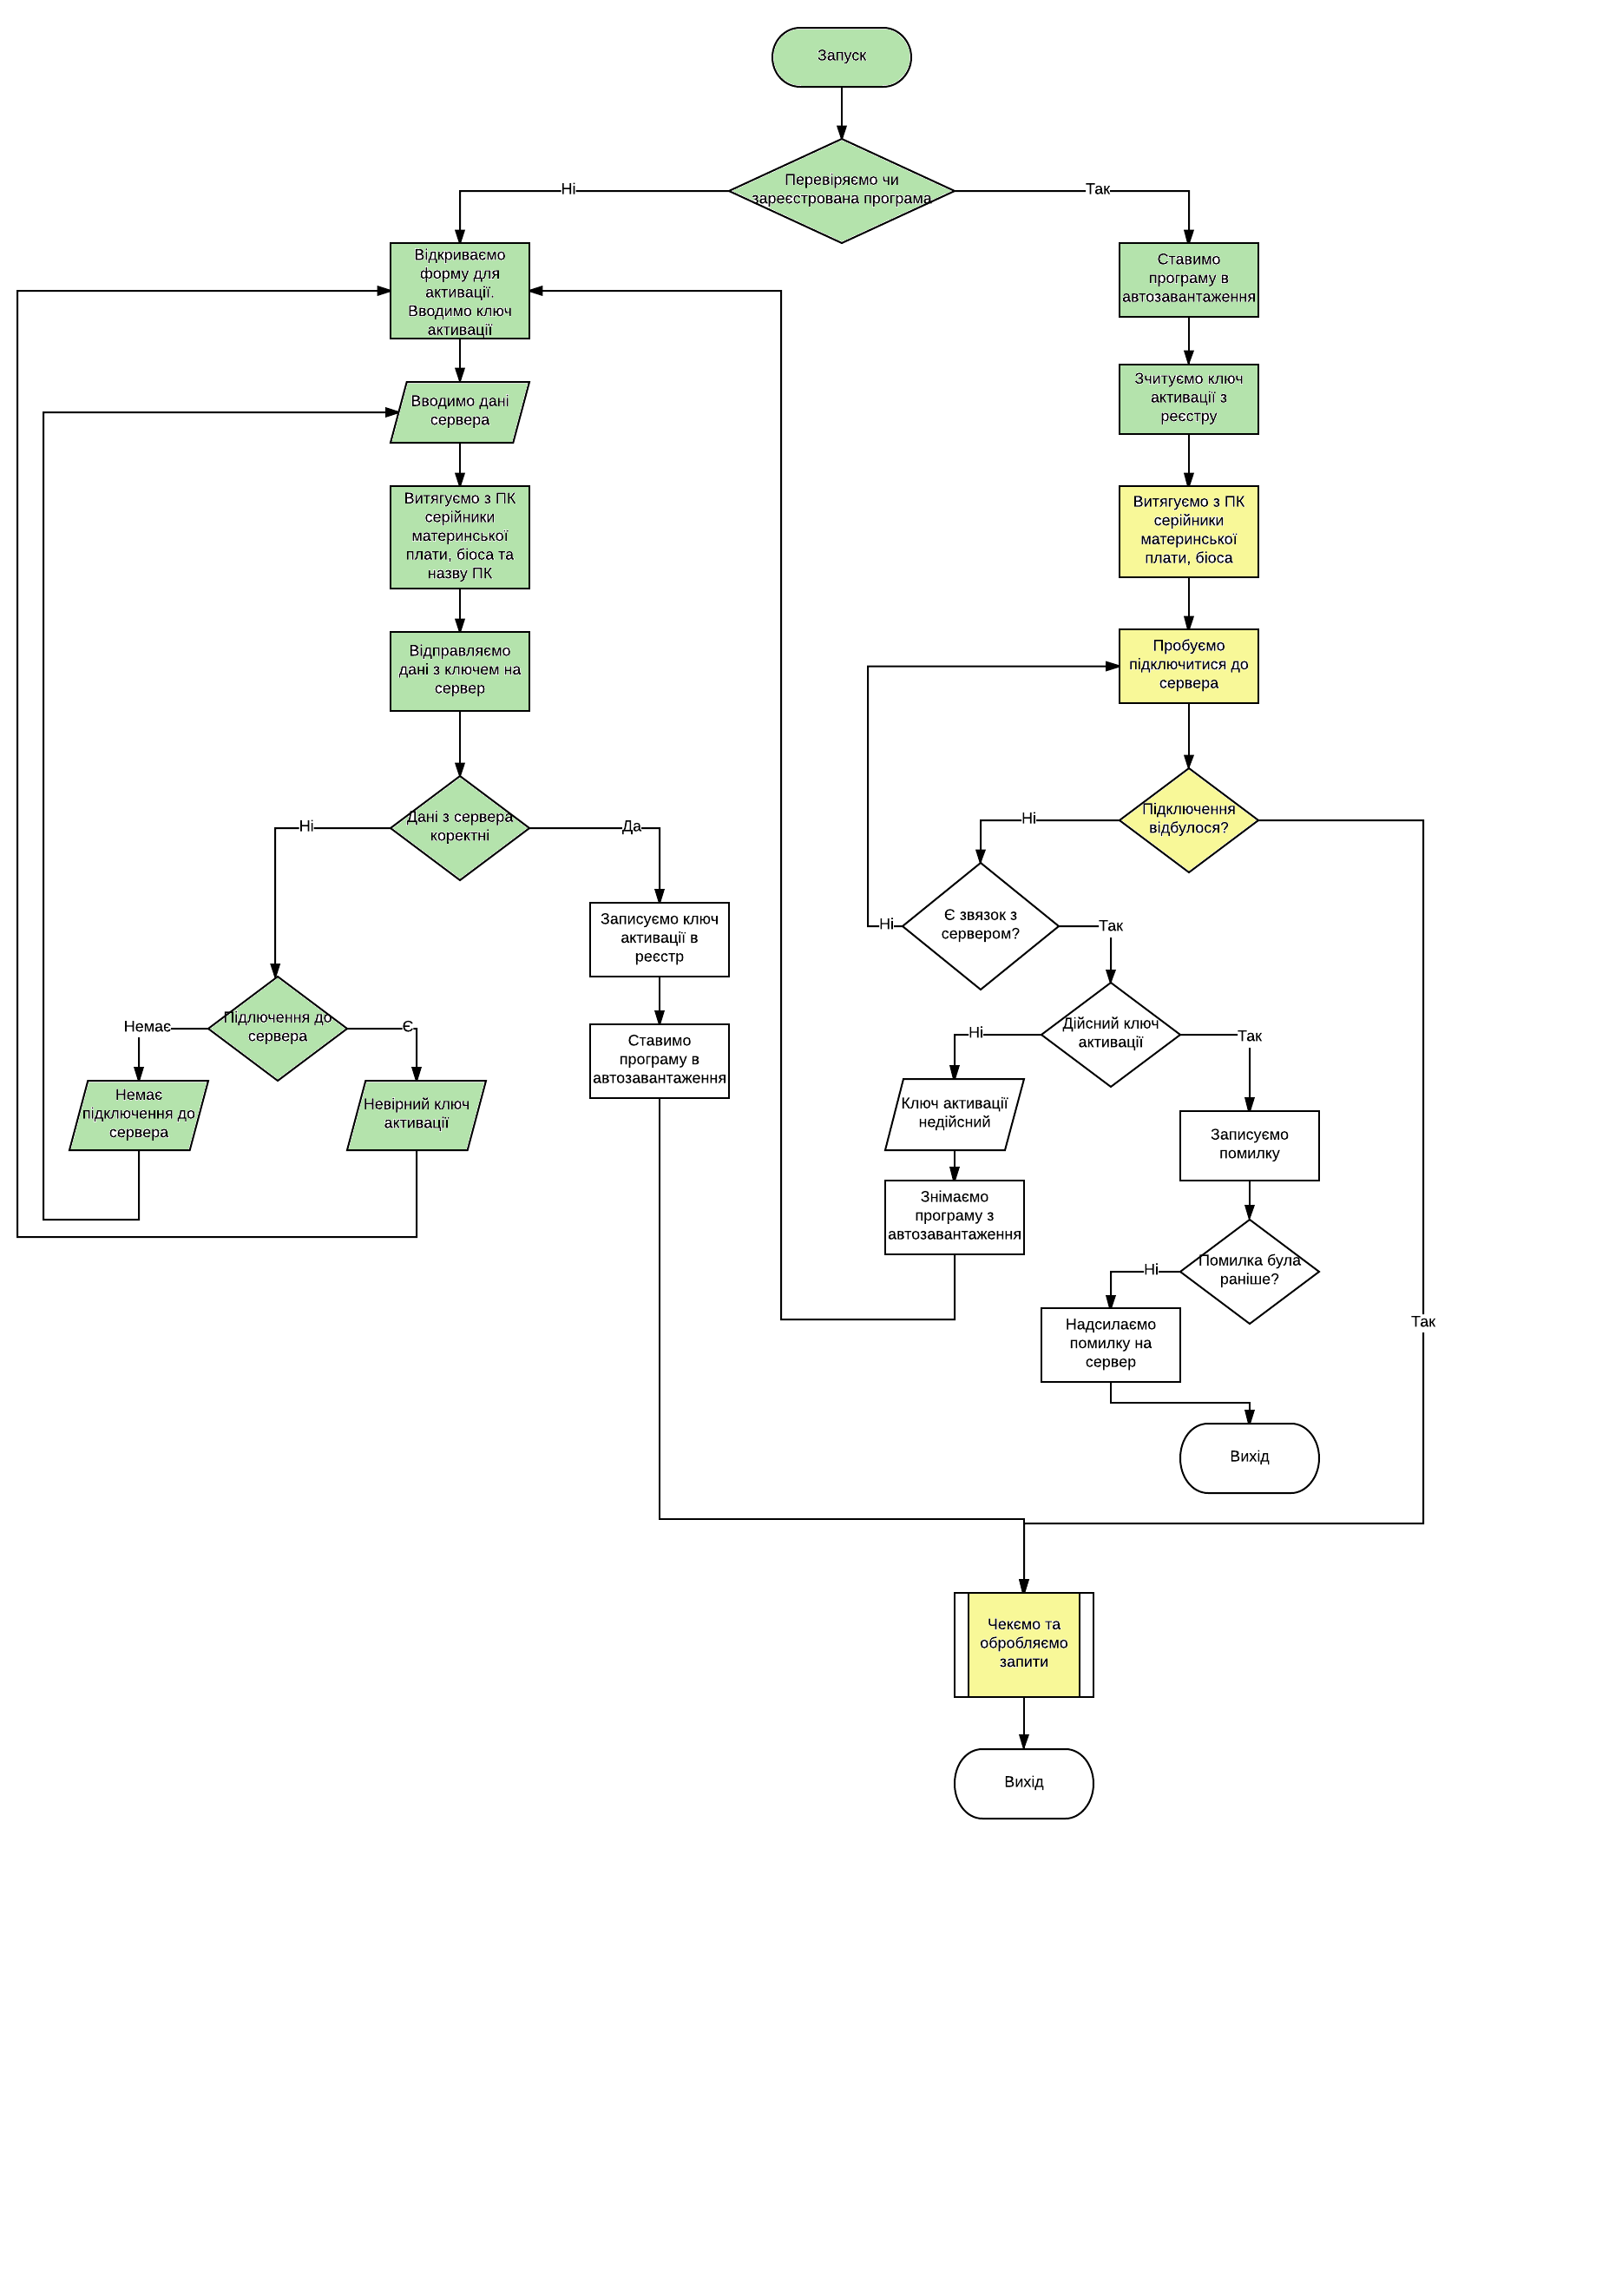 Запуск
Перевіряємо чи
зареєстрована програма
Ні
Так
Відкриваємо
форму для
активації.
Вводимо ключ
активації
Ставимо
програму в
автозавантаження
Вводимо дані
сервера
Зчитуємо ключ
активації з
реєстру
Витягуємо з ПК
серійники
материнської
плати, біоса та
назву ПК
Витягуємо з ПК
серійники
материнської
плати, біоса
Відправляємо
дані з ключем на
сервер
Пробуємо
підключитися до
сервера
Дані з сервера
коректні
Ні
Да
Підключення
відбулося?
Ні
Так
Записуємо ключ
активації в
реєстр
Є звязок з
сервером?
Ні
Так
Ставимо
програму в
автозавантаження
Підлючення до
сервера
Немає
Є
Дійсний ключ
активації
Ні
Так
Немає
підключення до
сервера
Невірний ключ
активації
Ключ активації
недійсний
Записуємо
помилку
Знімаємо
програму з
автозавантаження
Помилка була
раніше?
Ні
Надсилаємо
помилку на
сервер
Вихід
Чекємо та
обробляємо
запити
Вихід